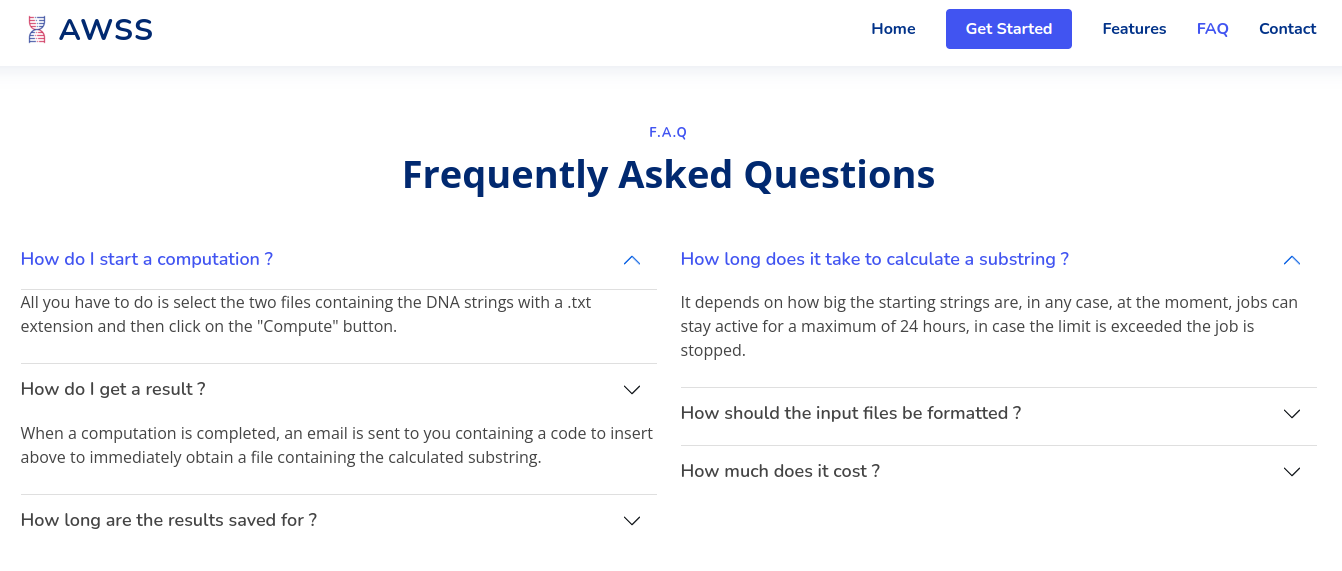 AWSS
Home
Get Started
Features
FAQ
Contact
F.A.Q
Frequently Asked Questions
How do I start a computation ?
All you have to do is select the two files containing the DNA strings with a .txt
extension and then click on the "Compute" button.
How do I get a result ?
When a computation is completed, an email is sent to you containing a code to insert
above to immediately obtain a file containing the calculated substring.
How long are the results saved for ?
How long does it take to calculate a substring ?
It depends on how big the starting strings are, in any case, at the moment, jobs can
stay active for a maximum of 24 hours, in case the limit is exceeded the job is
stopped.
How should the input files be formatted ?
How much does it cost ?